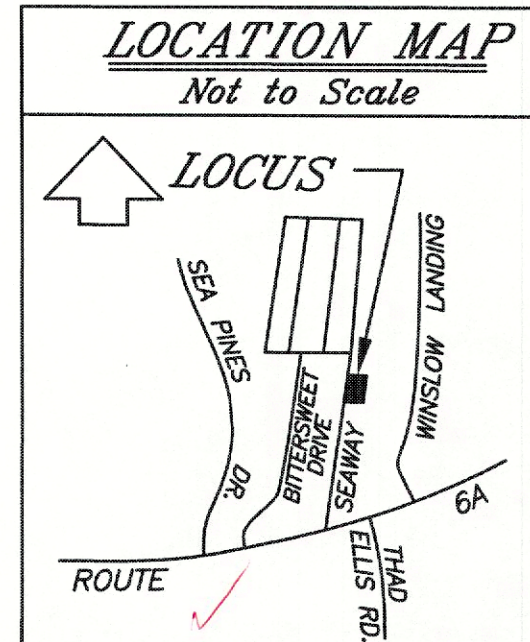 LOCATION MAP
Not to Scale
LOCUS
SEA PINES
DR.
BITTERSWEET
DRIVE
SEAWAY
WINSLOW LANDING
6A
ROUTE
THAD
ELLIS RD.